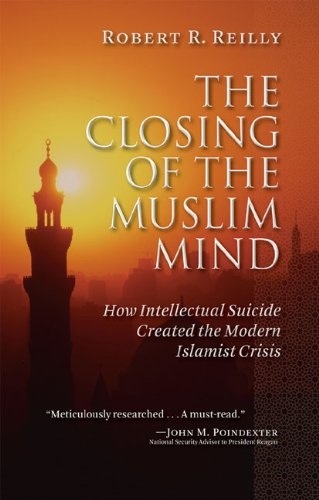 ROBERT R. REILLY
THE
CLOSING
OF THE
MUSLIM
MIND
How Intellectual Suicide
Created the Modern
Islamist Crisis
“Meticulously researched . . . A must-read.”
—JOHN M. POINDEXTER
National Security Adviser to President Reagan